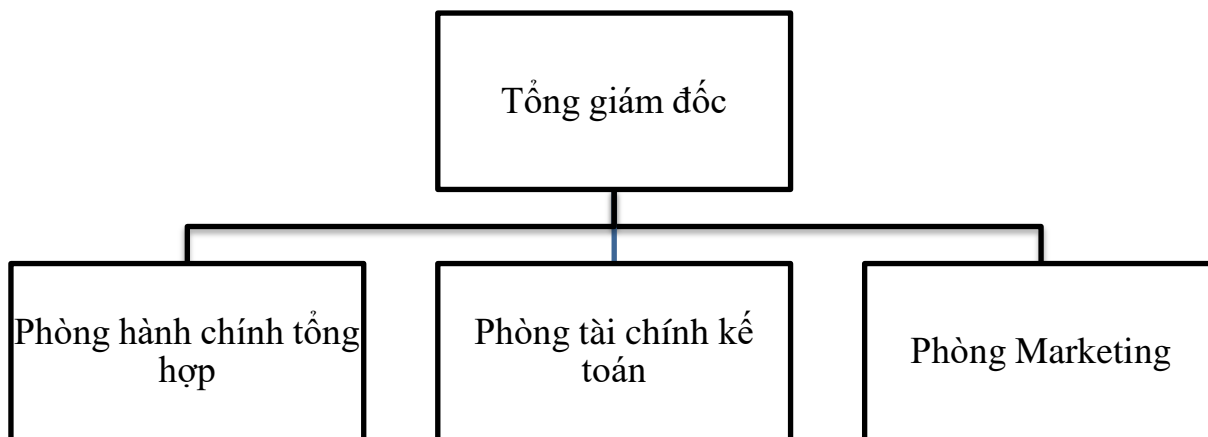 Tổng giám đốc
Phòng hành chính tổng
hợp
Phòng tài chính kế
toán
Phòng Marketing